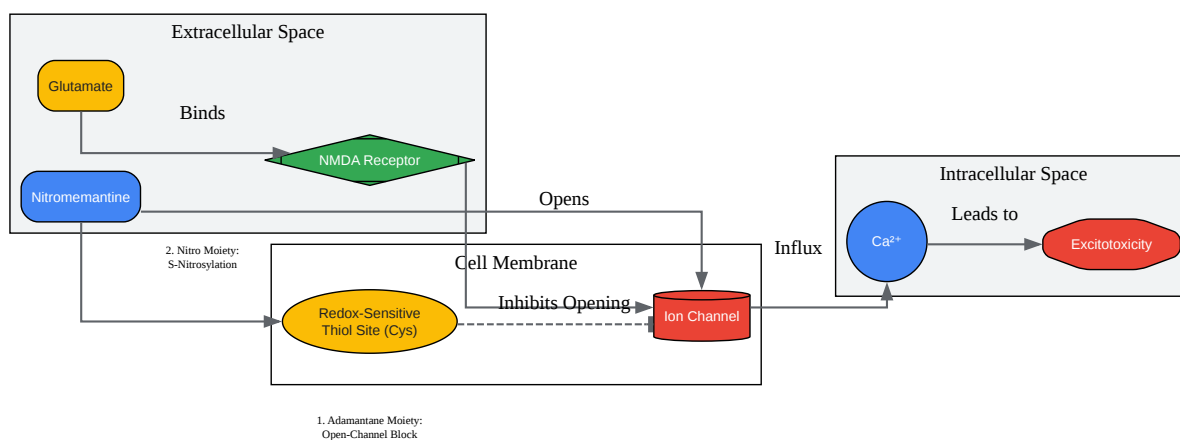 Extracellular Space
Glutamate
Binds
NMDA Receptor
Nitromemantine
Opens
Intracellular Space
Leads to
Ca²⁺
Excitotoxicity
Influx
2. Nitro Moiety:
S-Nitrosylation
Cell Membrane
Inhibits Opening
Redox-Sensitive
Thiol Site (Cys)
Ion Channel
1. Adamantane Moiety:
Open-Channel Block